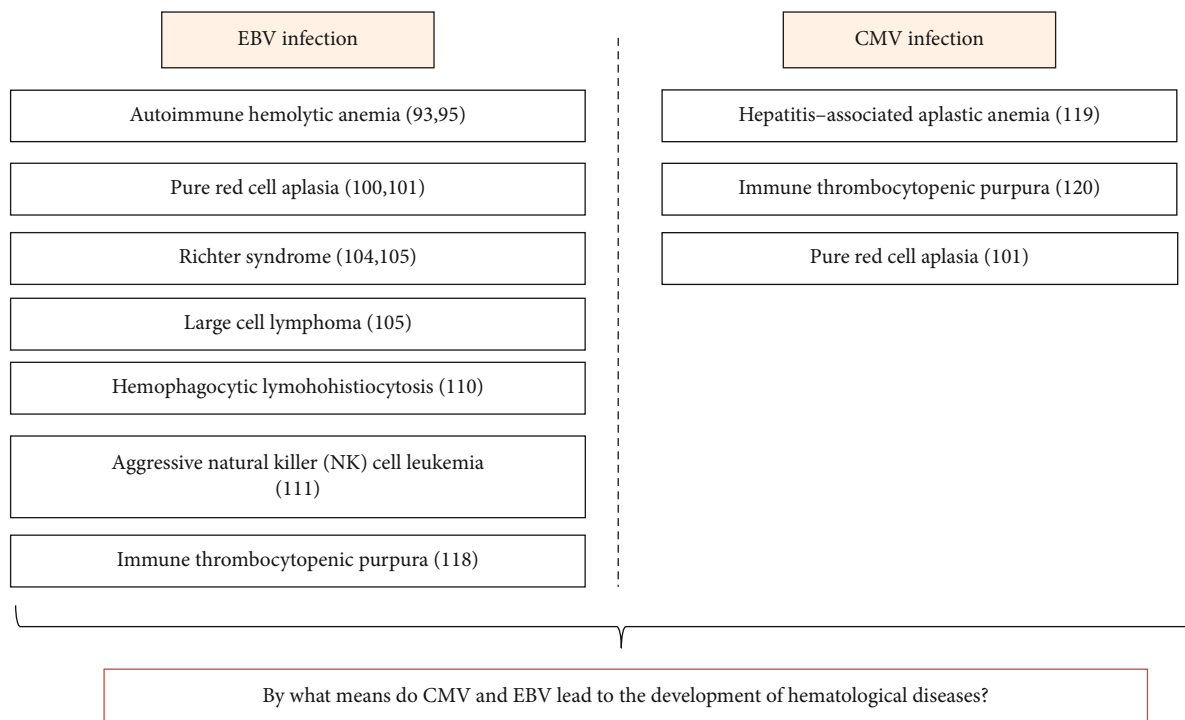 EBV infection
Autoimmune hemolytic anemia (93,95)
Pure red cell aplasia (100,101)
Richter syndrome (104,105)
Large cell lymphoma (105)
Hemophagocytic lymohohistiocytosis (110)
Aggressive natural killer (NK) cell leukemia
(111)
Immune thrombocytopenic purpura (118)
CMV infection
Hepatitis–associated aplastic anemia (119)
Immune thrombocytopenic purpura (120)
Pure red cell aplasia (101)
By what means do CMV and EBV lead to the development of hematological diseases?